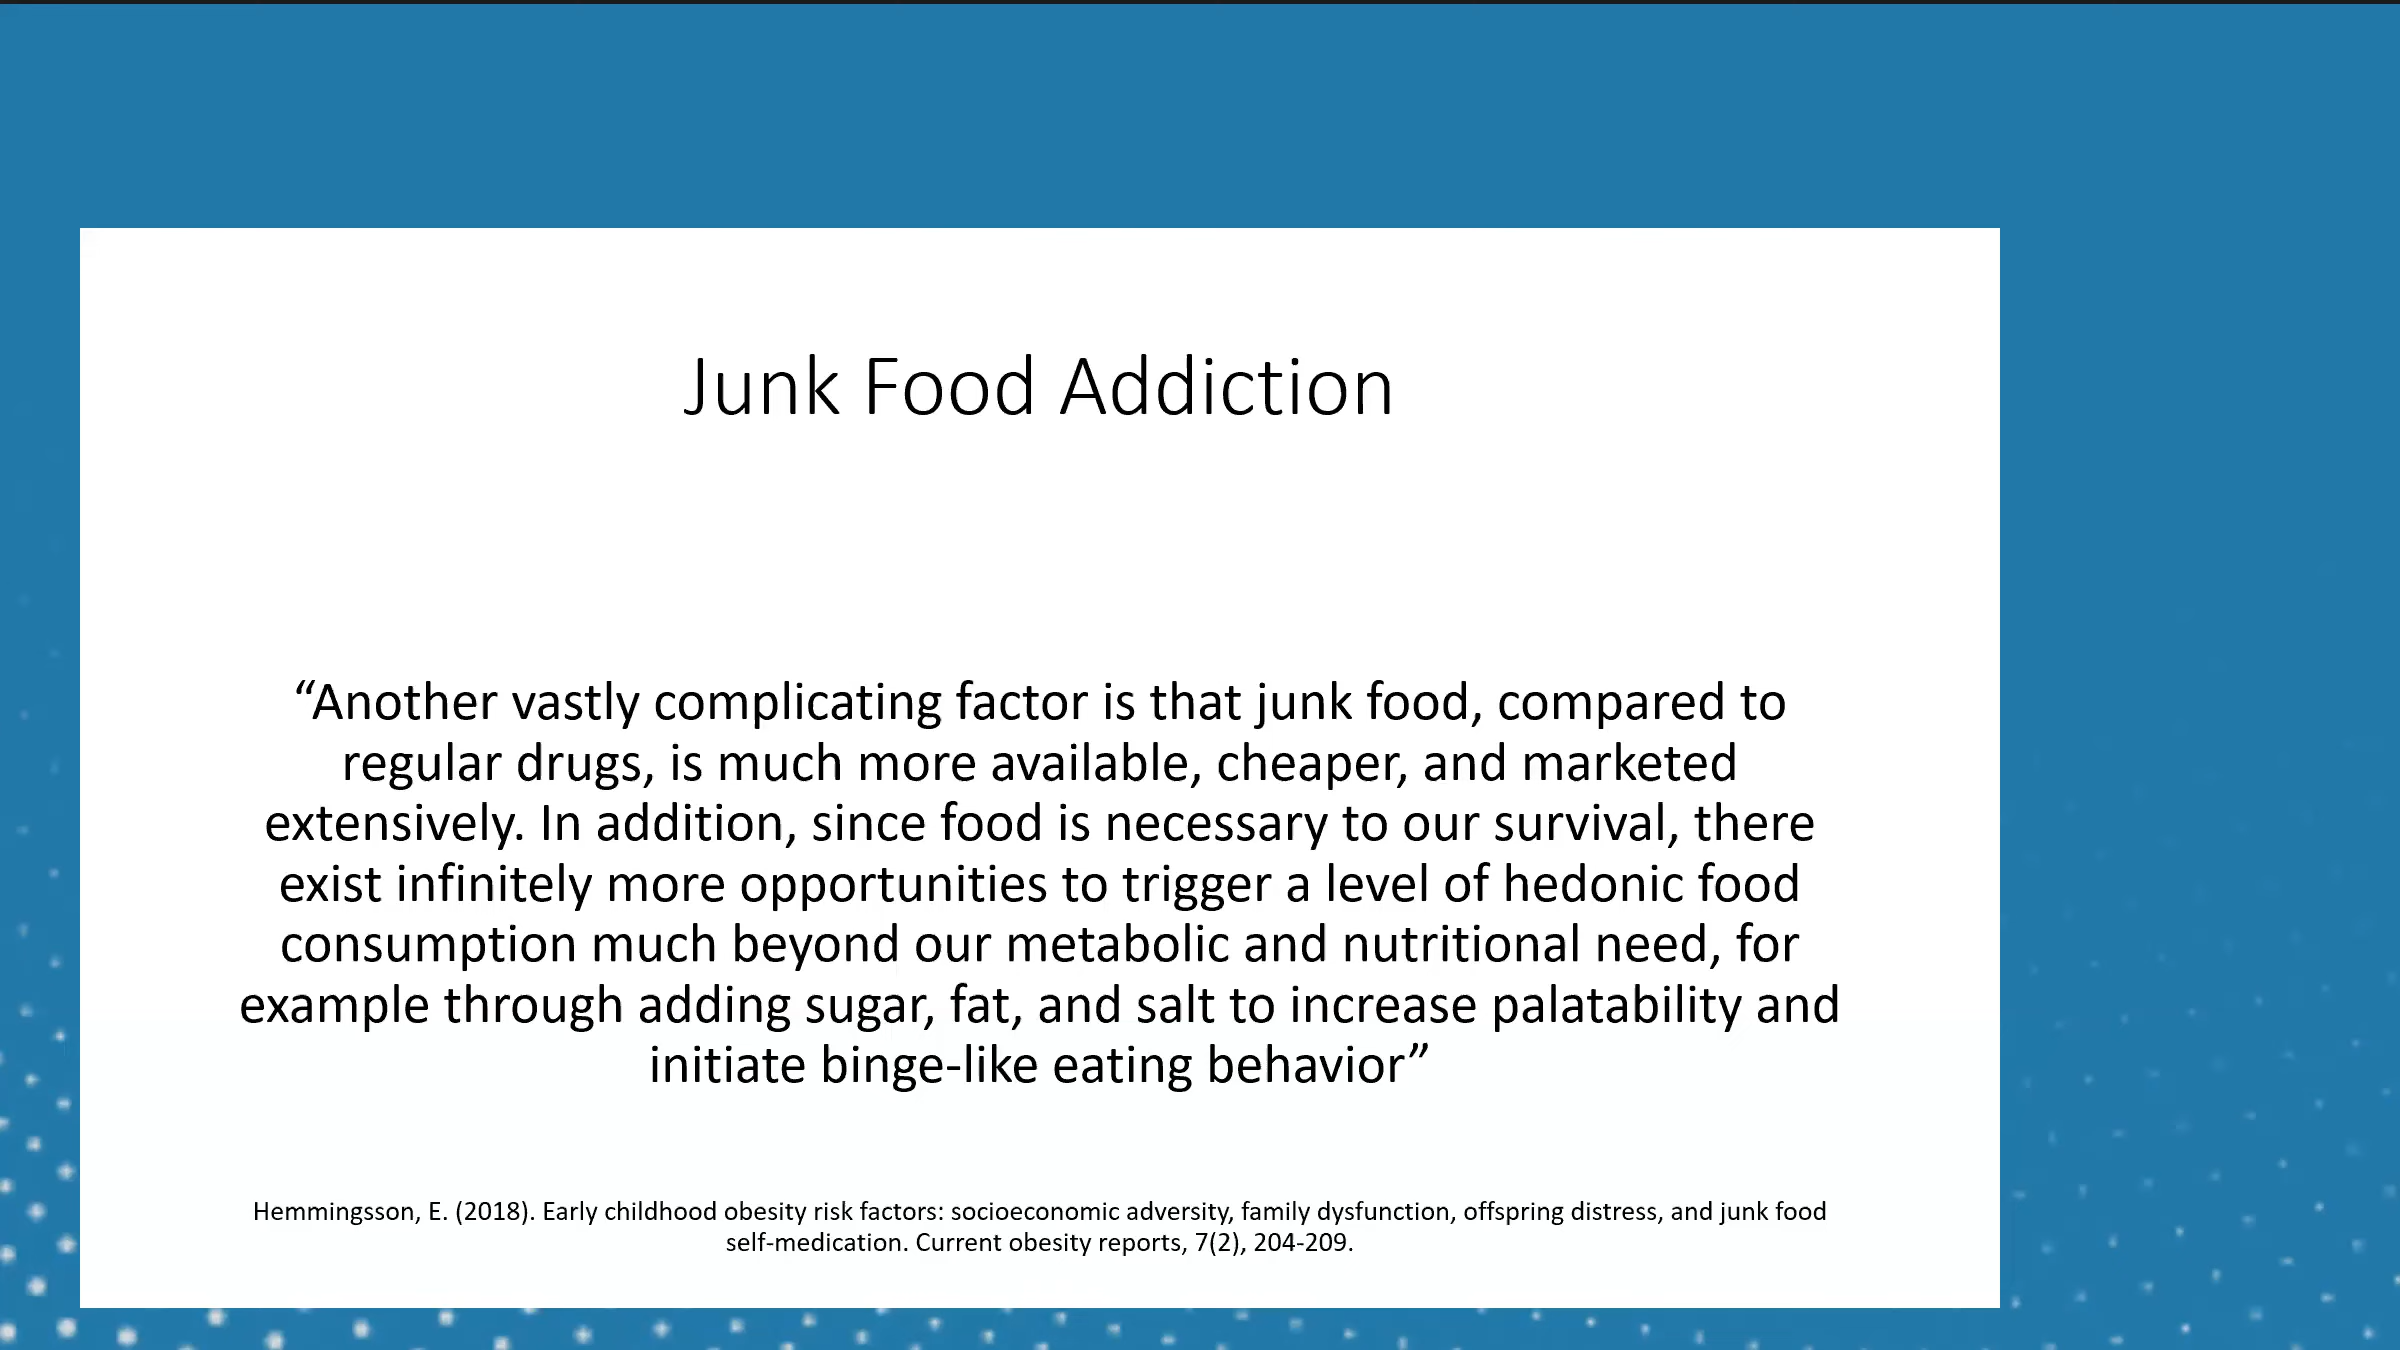 Junk Food Addiction
“Another vastly complicating factor is that junk food, compared to
regular drugs, is much more available, cheaper, and marketed
extensively. In addition, since food is necessary to our survival, there
exist infinitely more opportunities to trigger a level of hedonic food
consumption much beyond our metabolic and nutritional need, for
example through adding sugar, fat, and salt to increase palatability and
initiate binge-like eating behavior”
Hemmingsson, E. (2018). Early childhood obesity risk factors: socioeconomic adversity, family dysfunction, offspring distress, and junk food
self-medication. Current obesity reports, 7(2), 204-209.